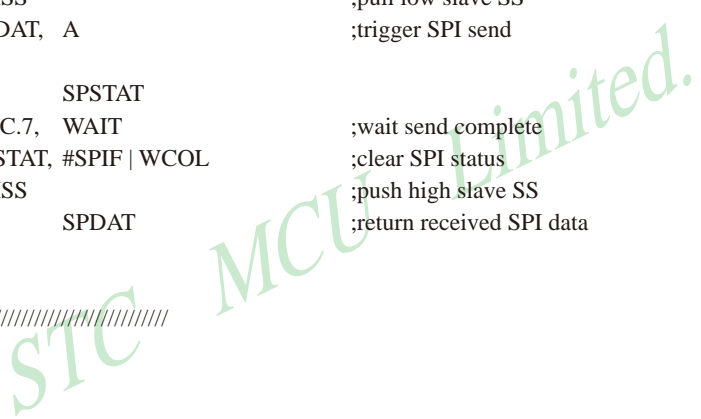 SS ;pull low slave SS
DAT, A ;trigger SPI send
SPSTAT
C.7, WAIT ;wait send complete
STAT, #SPIF | WCOL ;clear SPI status
SS ;push high slave SS
SPDAT ;return received SPI data
///////////////////////////
STC MCU Limited.